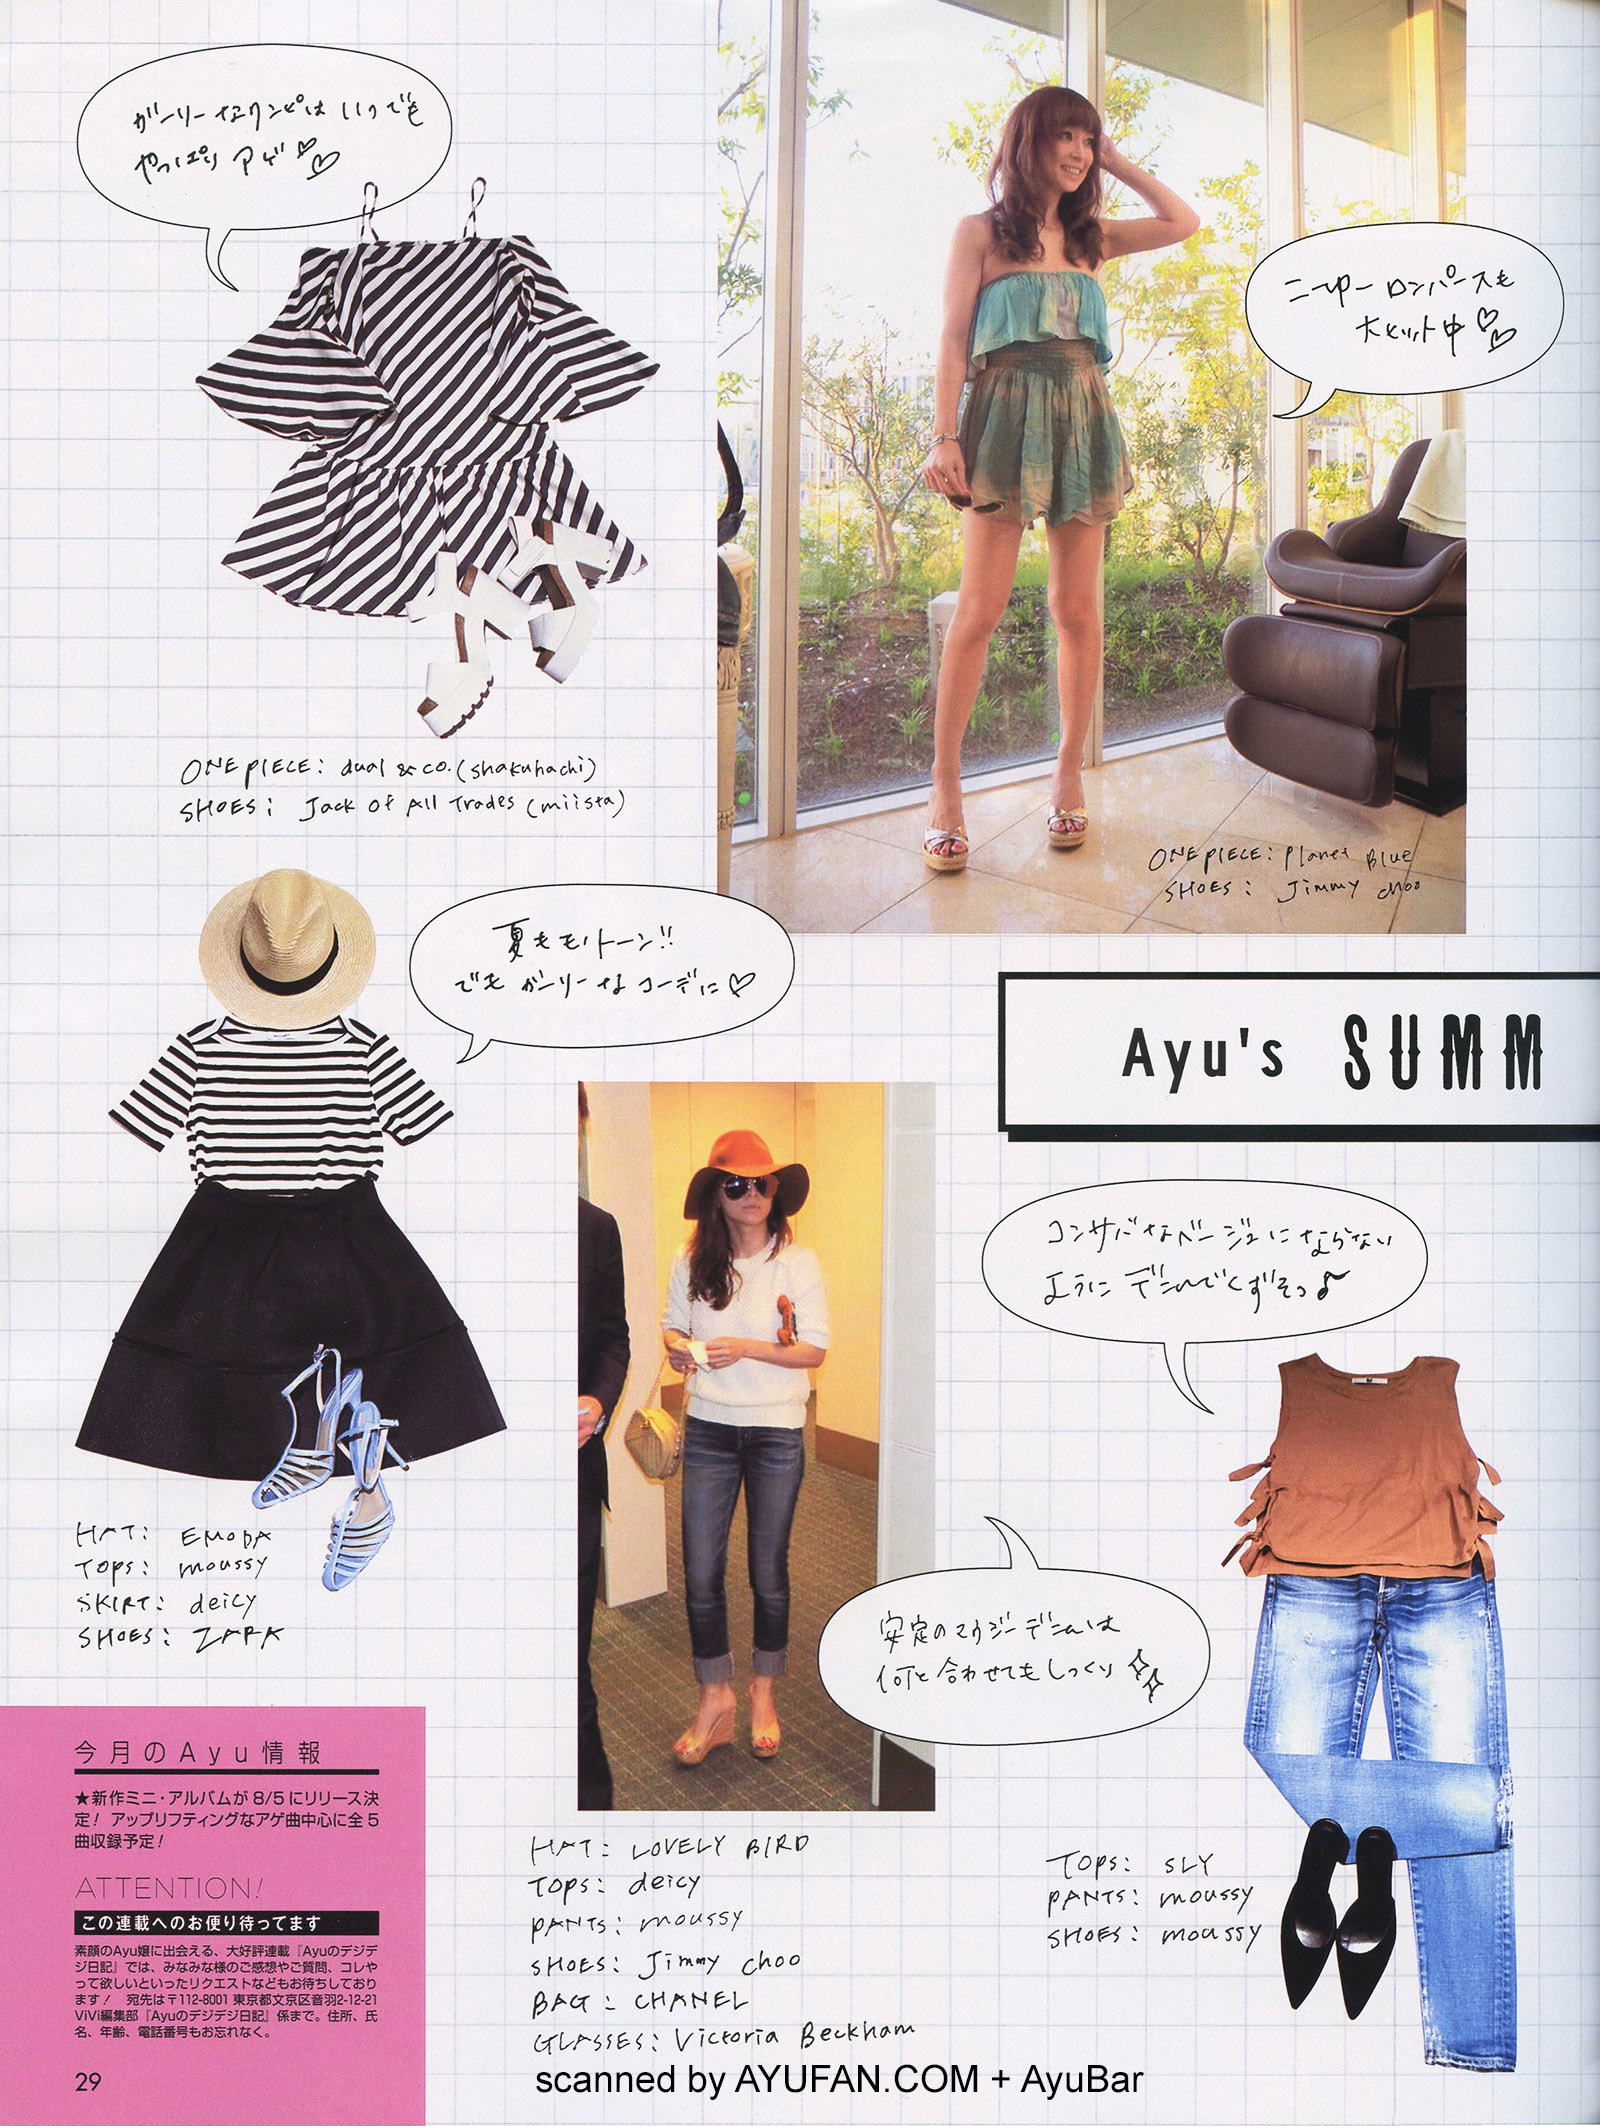 ガーリーなワンピは いつでも
やっぱり アゲ♡♡
ONE PIECE: dual & co. (shakuhachi)
SHOES: Jack of All Trades (miista)
ロンパースも
大ヒット中♡♡
ONE PIECE: Planet Blue
SHOES: Jimmy choo
夏もモノトーン!!
でも ガーリーな コーデに♡
HAT: EMODA
TOPS: moussy
SKIRT: deicy
SHOES: ZARA
Ayu's SUMM
コンサバなベージュにならない
ように デニムでくずそっ♪
安定のマウジーデニムは
何と合わせてもしっくり
HAT: LOVELY BIRD
TOPS: deicy
PANTS: moussy
SHOES: Jimmy choo
BAG: CHANEL
GLASSES: Victoria Beckham
TOPS: SLY
PANTS: moussy
SHOES: moussy
今月のAyu情報
★新作ミニ・アルバムが8/5にリリース決
定! アップリフティングなアゲ曲中心に全5
曲収録予定!
ATTENTION!
この連載へのお便り待ってます
素顔のAyu嬢に出会える、大好評連載『Ayuのデジデ
ジ日記』では、みなみな様のご感想やご質問、コレや
って欲しいといったリクエストなどもお待ちしており
ます! 宛先は〒112-8001 東京都文京区音羽2-12-21
ViVi編集部『Ayuのデジデジ日記』係まで。住所、氏
名、年齢、電話番号もお忘れなく。
29
scanned by AYUFAN.COM + AyuBar